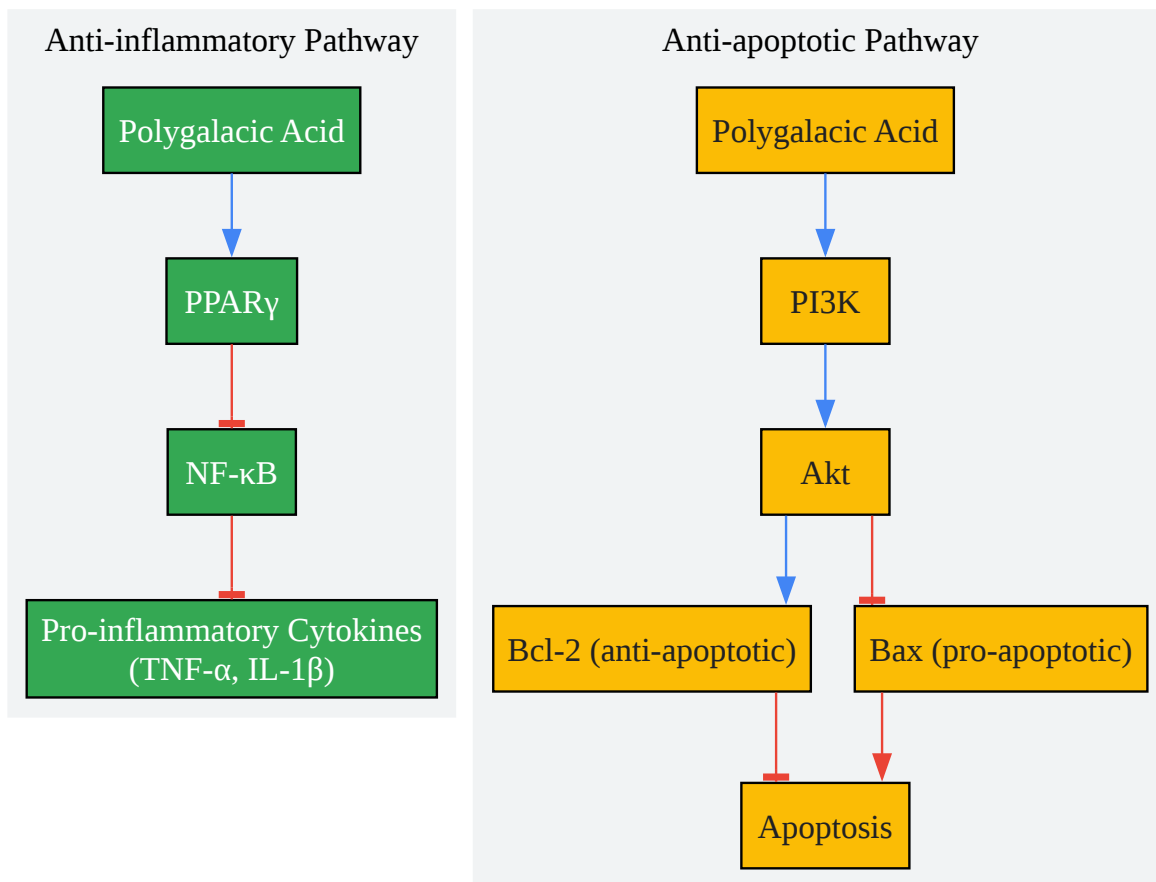 Anti-inflammatory Pathway
Polygalacic Acid
PPARγ
NF-κB
Pro-inflammatory Cytokines
(TNF-α, IL-1β)
Anti-apoptotic Pathway
Polygalacic Acid
PI3K
Akt
Bcl-2 (anti-apoptotic)
Bax (pro-apoptotic)
Apoptosis